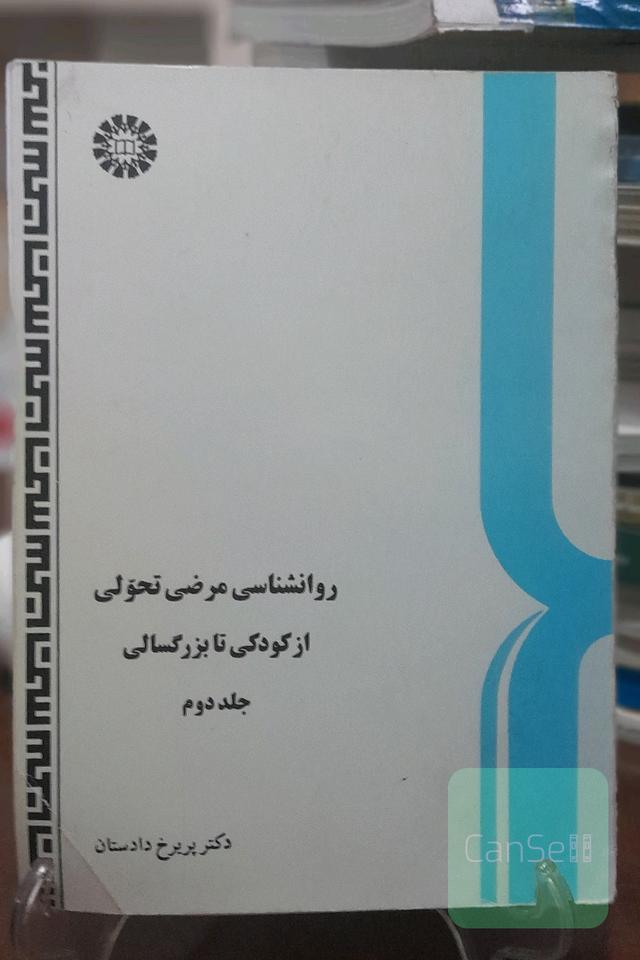 روانشناسی مرضی تحوّلی
از کودکی تا بزرگسالی
جلد دوم
دکتر پریرخ دادستان
CanSell